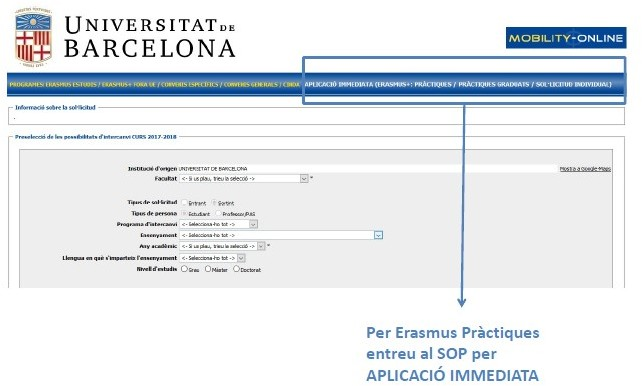 UNIVERSITAT DE
BARCELONA
MOBILITY-ONLINE
PROGRAMES: ERASMUS ESTUDIS / ERASMUS+ FORA UE / CONVENIS ESPECÍFICS / CONVENIS GENERALS / CINDA APLICACIÓ IMMEDIATA (ERASMUS+: PRÀCTIQUES / PRÀCTIQUES GRADUATS / SOL·LICITUD INDIVIDUAL)
Informació sobre la sol·licitud
-
Preselecció de les possibilitats d'intercanvi CURS 2017-2018
Institució d'origen UNIVERSITAT DE BARCELONA Mostra a Google-Maps
Facultat <- Si us plau, trieu la selecció -> *
Tipus de sol·licitud Entrant Sortint
Tipus de persona Estudiant Professor/PAS
Programa d'intercanvi <- Selecciona-ho tot ->
Ensenyament <- Selecciona-ho tot ->
Any acadèmic <- Si us plau, trieu la selecció -> *
Llengua en què s'imparteix l'ensenyament <- Selecciona-ho tot ->
Nivell d'estudis Grau Màster Doctorat
Per Erasmus Pràctiques
entreu al SOP per
APLICACIÓ IMMEDIATA